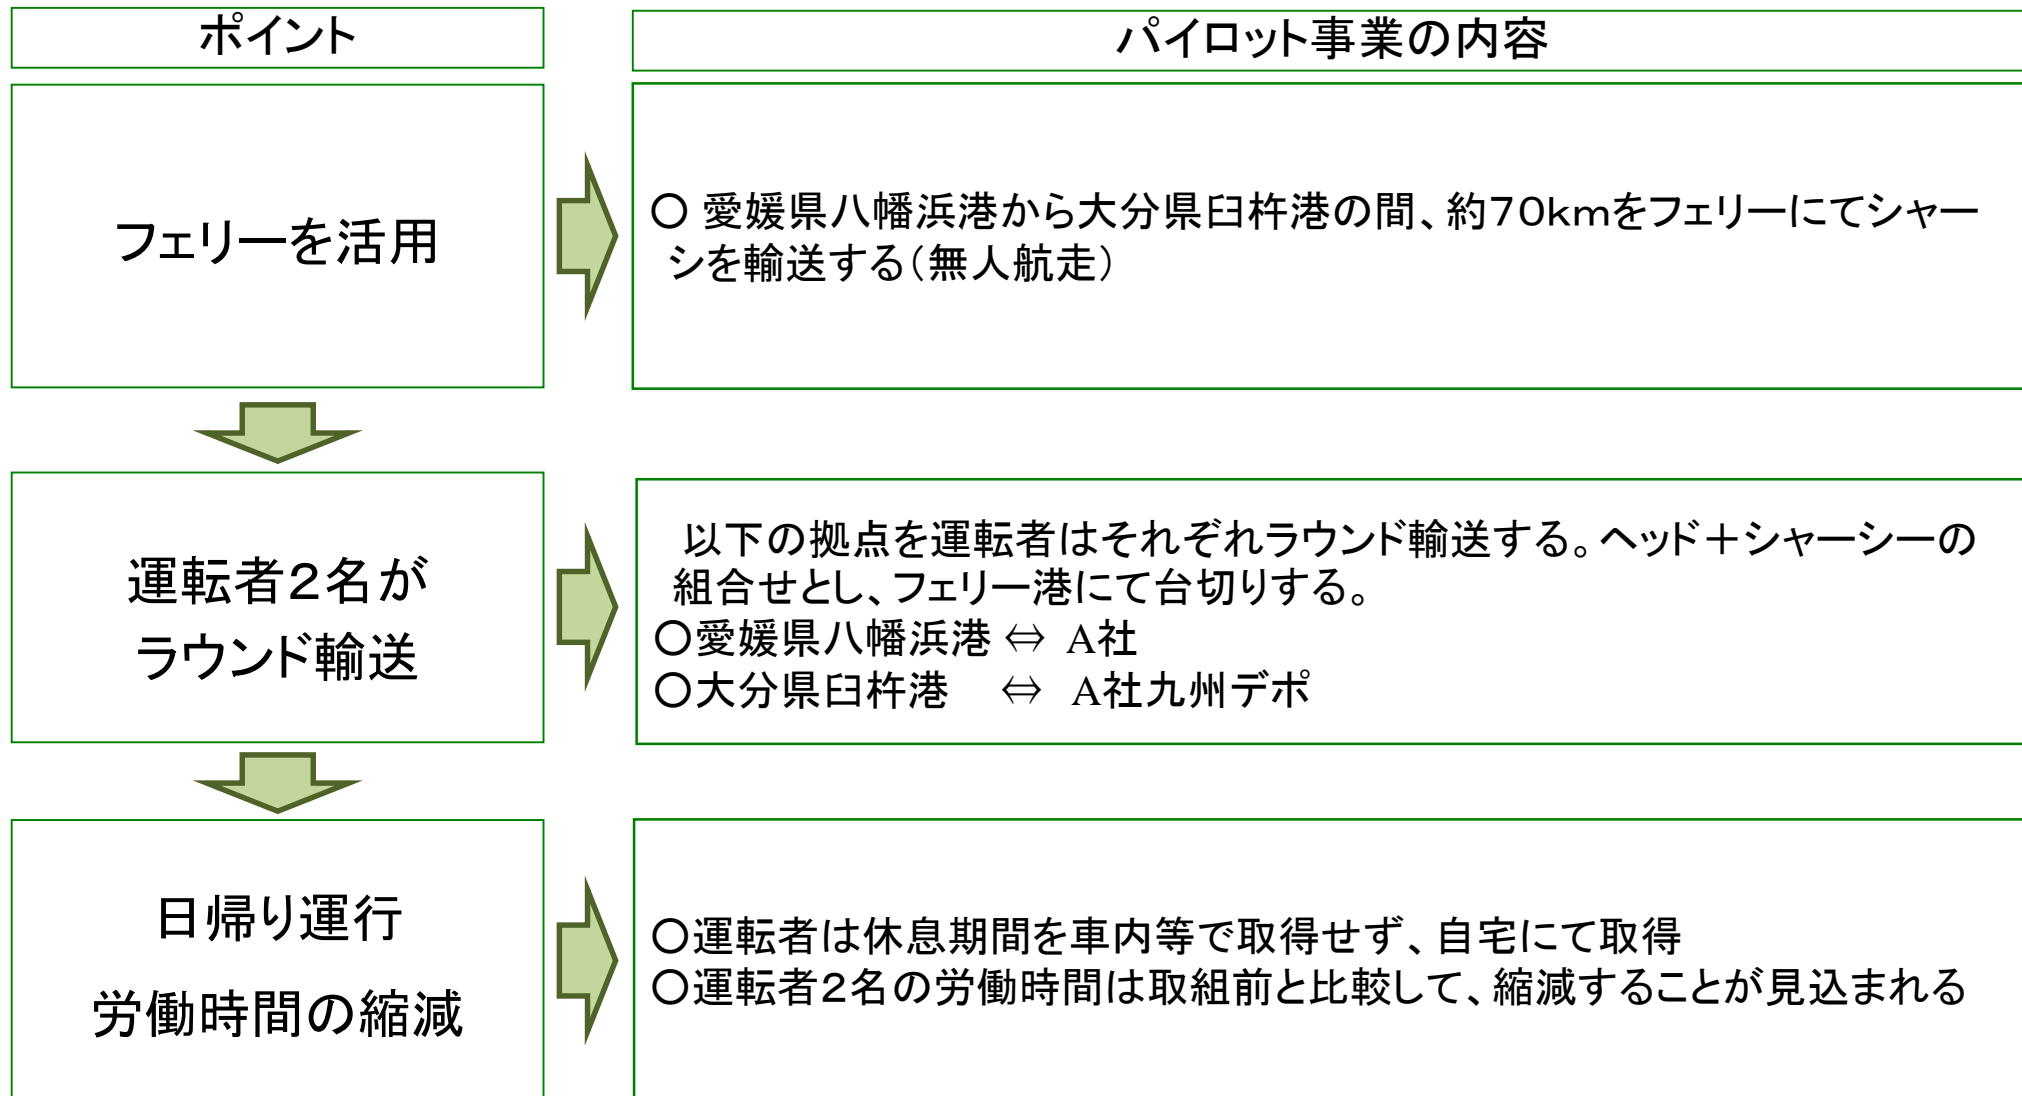 ポイント
パイロット事業の内容
フェリーを活用
○ 愛媛県八幡浜港から大分県臼杵港の間、約70kmをフェリーにてシャー
シを輸送する（無人航走）
運転者2名が
ラウンド輸送
以下の拠点を運転者はそれぞれラウンド輸送する。ヘッド＋シャーシーの
組合せとし、フェリー港にて台切りする。
○愛媛県八幡浜港 ⇔ A社
○大分県臼杵港 ⇔ A社九州デポ
日帰り運行
労働時間の縮減
○運転者は休息期間を車内等で取得せず、自宅にて取得
○運転者2名の労働時間は取組前と比較して、縮減することが見込まれる